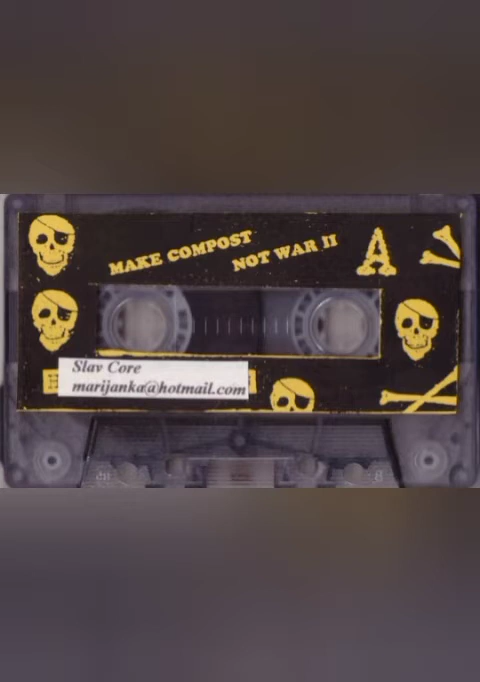 MAKE COMPOST
NOT WAR II
A
Slav Core
marijanka@hotmail.com